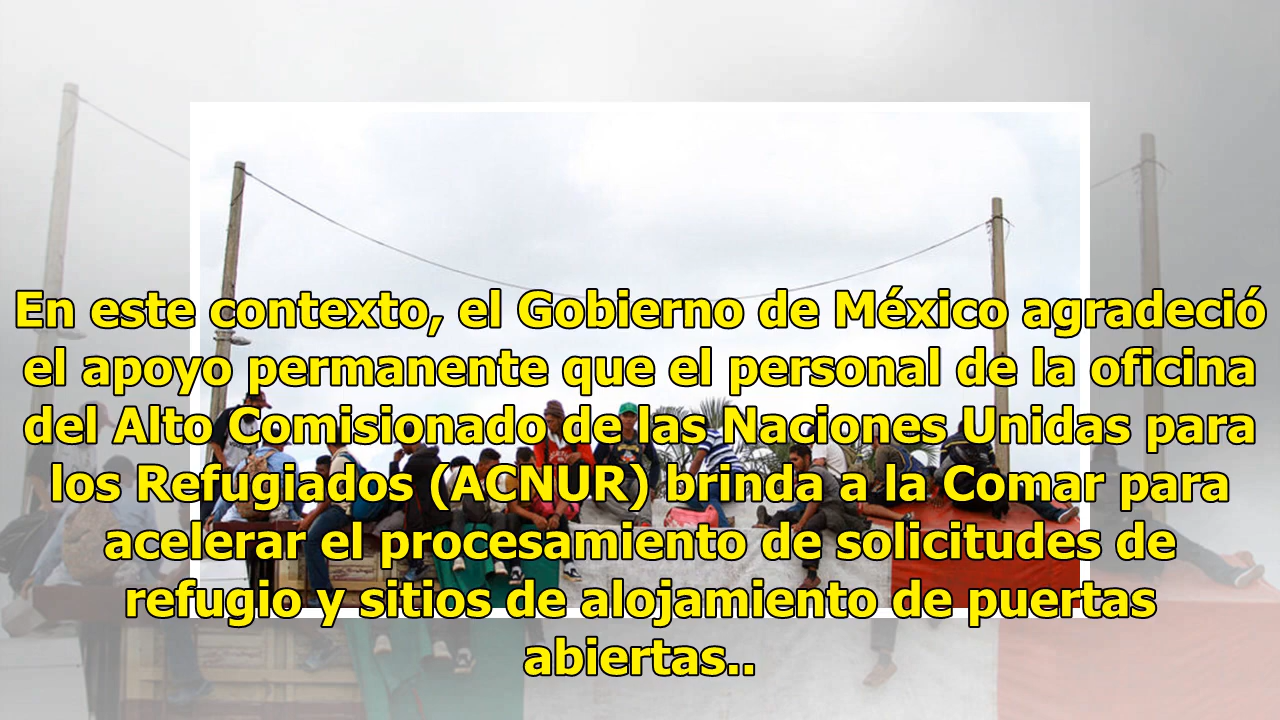 En este contexto, el Gobierno de México agradeció
el apoyo permanente que el personal de la oficina
del Alto Comisionado de las Naciones Unidas para
los Refugiados (ACNUR) brinda a la Comar para
acelerar el procesamiento de solicitudes de
refugio y sitios de alojamiento de puertas
abiertas..